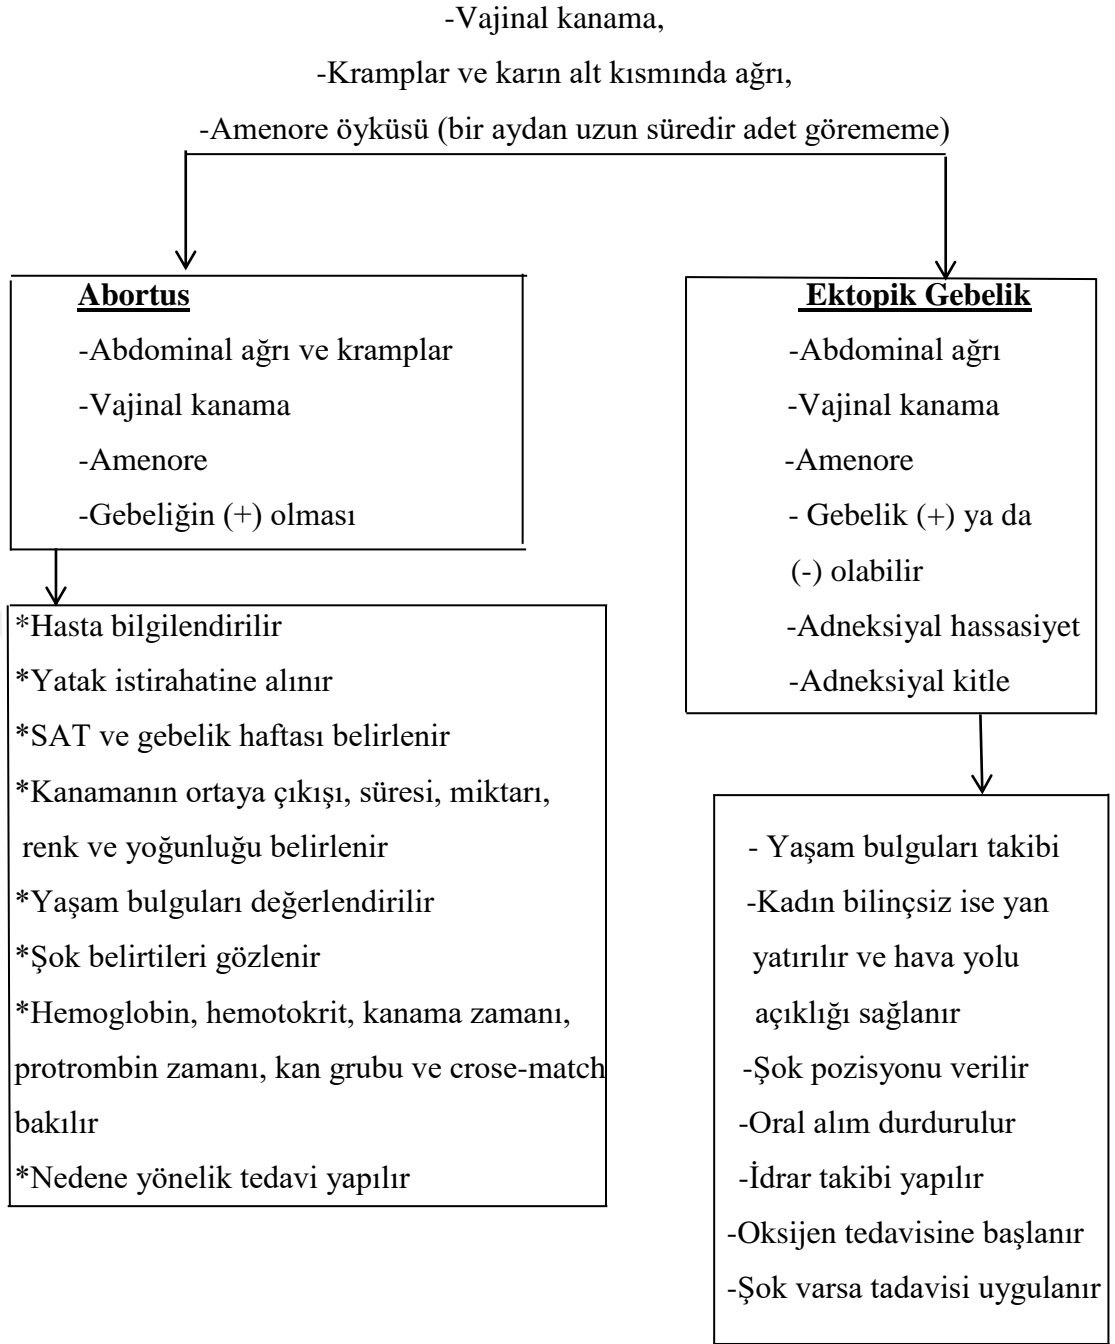 -Vajinal kanama,
-Kramplar ve karın alt kısmında ağrı,
-Amenore öyküsü (bir aydan uzun süredir adet görememe)
Abortus
-Abdominal ağrı ve kramplar
-Vajinal kanama
-Amenore
-Gebeliğin (+) olması
*Hasta bilgilendirilir
*Yatak istirahatine alınır
*SAT ve gebelik haftası belirlenir
*Kanamanın ortaya çıkışı, süresi, miktarı,
renk ve yoğunluğu belirlenir
*Yaşam bulguları değerlendirilir
*Şok belirtileri gözlenir
*Hemoglobin, hemotokrit, kanama zamanı,
protrombin zamanı, kan grubu ve crose-match
bakılır
*Nedene yönelik tedavi yapılır
Ektopik Gebelik
-Abdominal ağrı
-Vajinal kanama
-Amenore
- Gebelik (+) ya da
(-) olabilir
-Adneksiyal hassasiyet
-Adneksiyal kitle
- Yaşam bulguları takibi
-Kadın bilinçsiz ise yan
yatırılır ve hava yolu
açıklığı sağlanır
-Şok pozisyonu verilir
-Oral alım durdurulur
-İdrar takibi yapılır
-Oksijen tedavisine başlanır
-Şok varsa tadavisi uygulanır